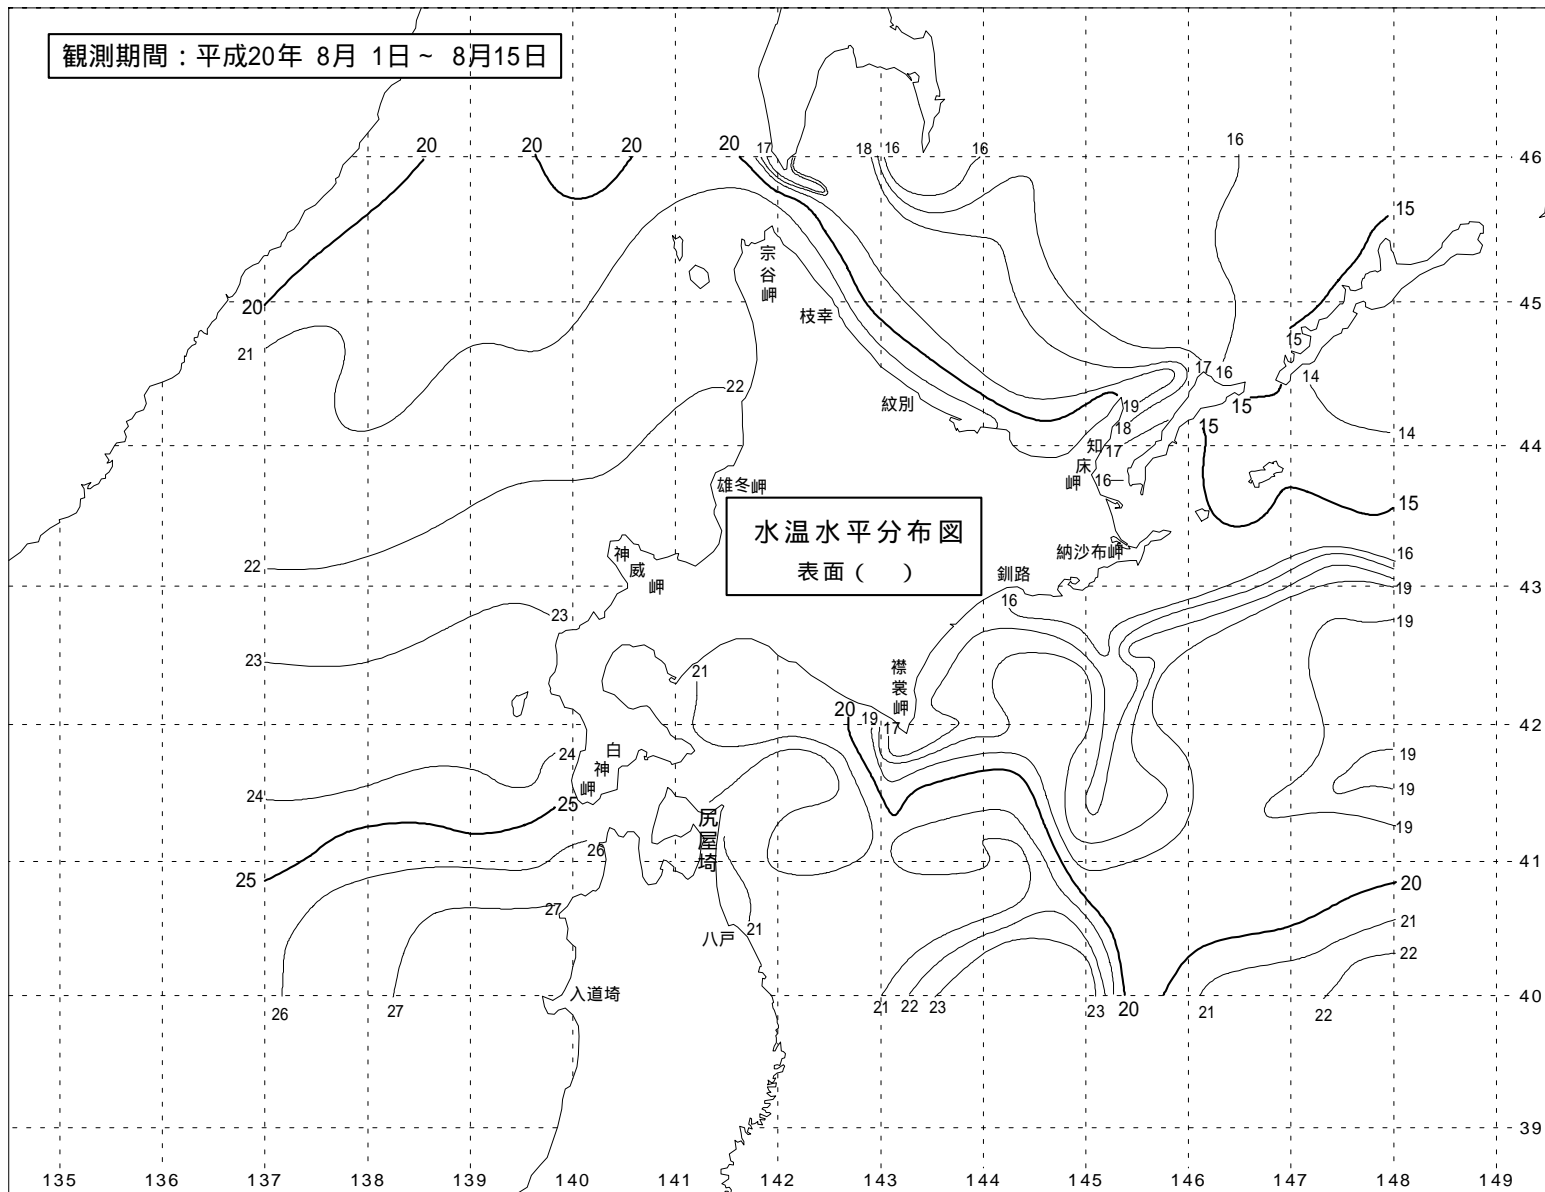 観測期間：平成20年 8月 1日～ 8月15日
20 20 20 20 17 18 16 16 16 46
15
宗谷岬
20 45
枝幸
21 15
17 16 14
22
紋別 19 15
18 15 14 44
知床岬 17
16
雄冬岬
15
水温水平分布図
表面（　）
神威岬
納沙布岬 16
22 釧路 19 43
23 16
19
23 襟裳岬
21
20 19 17 42
24 白神岬 19
24 19
25 尻屋埼 19
26 41
25 20
27 21
八戸 21 22
入道埼 40
26 27 21 22 23 23 20 21 22
39
135 136 137 138 139 140 141 142 143 144 145 146 147 148 149